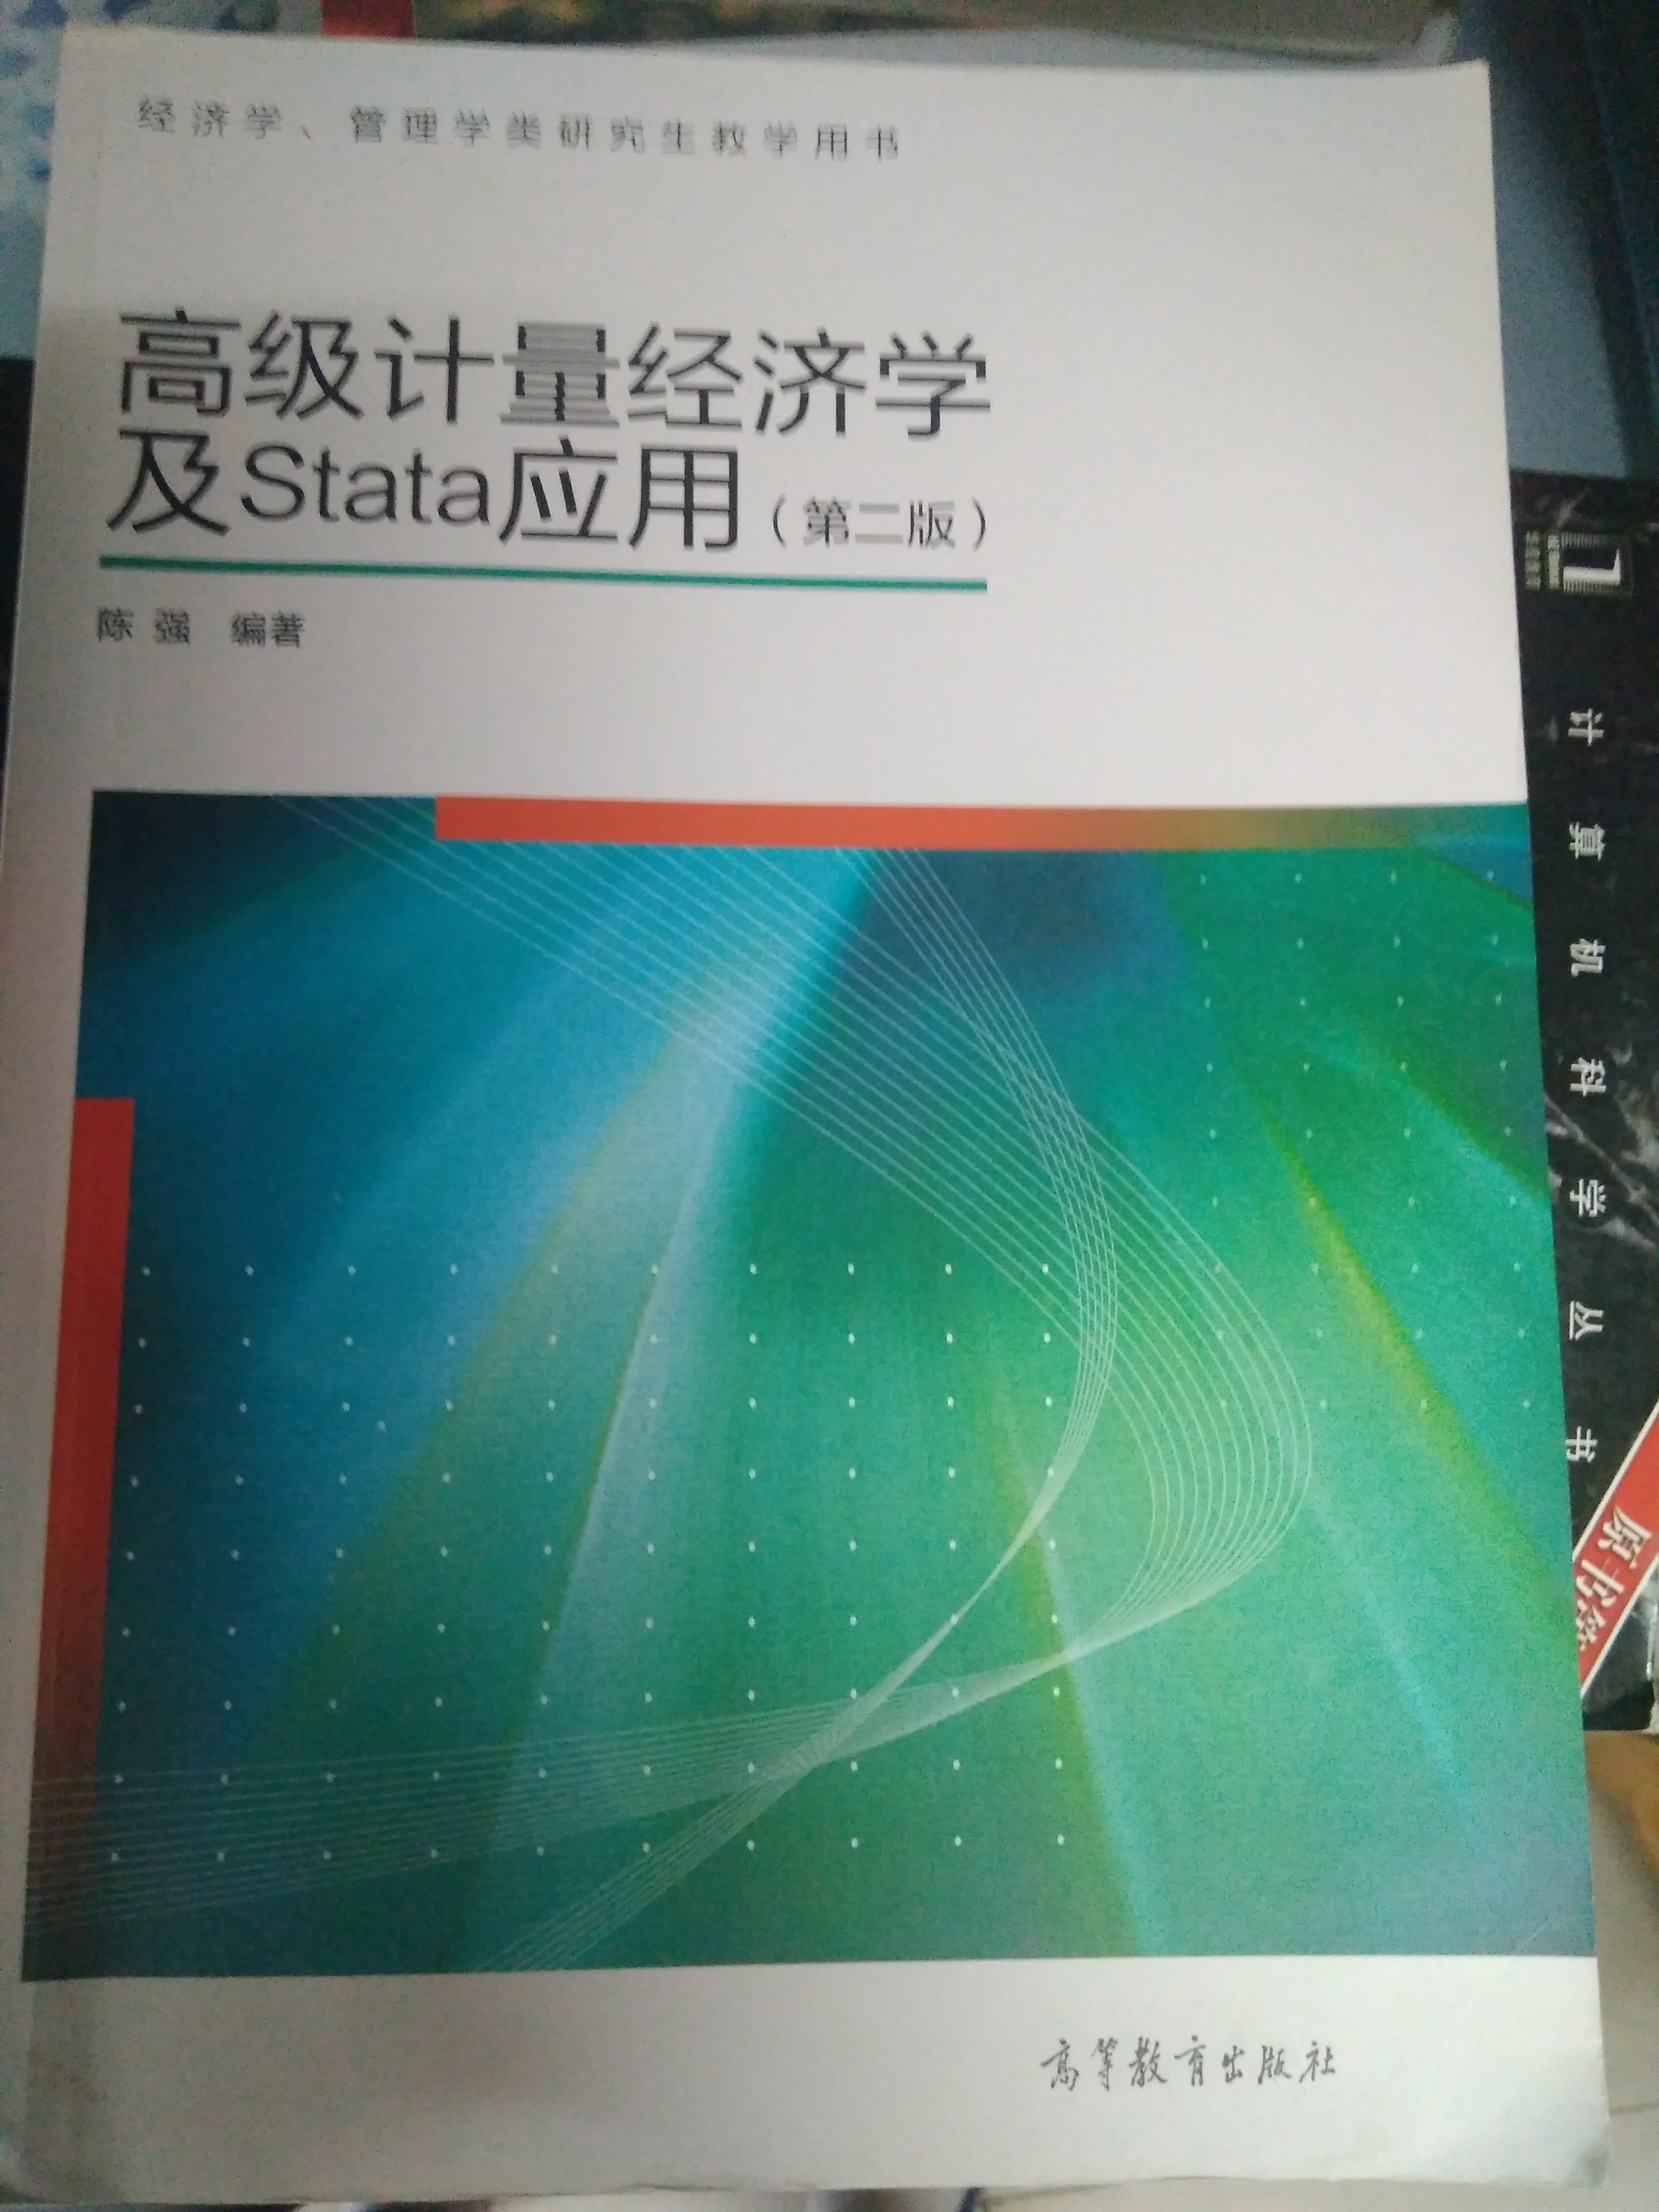 经济学、管理学类研究生教学用书
高级计量经济学
及Stata应用（第二版）
陈强 编著
高等教育出版社
计算机科学丛书